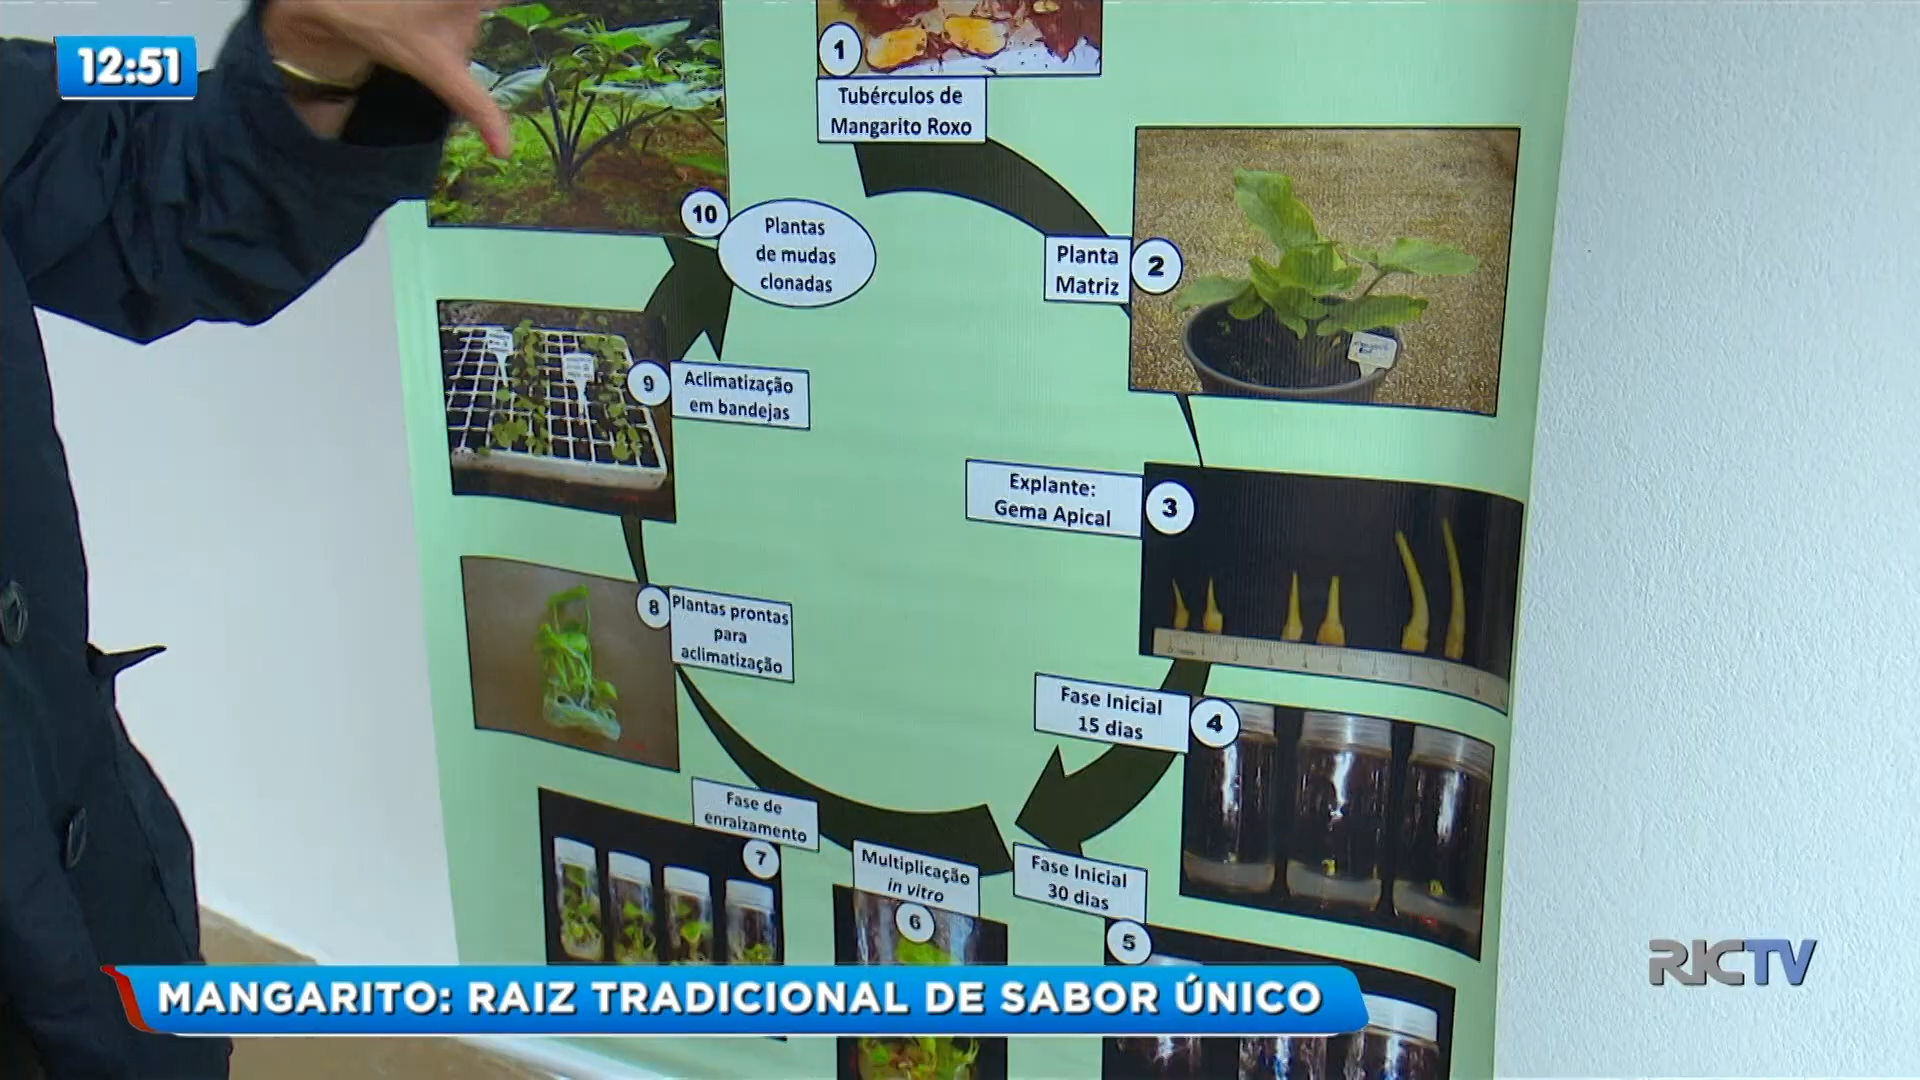 12:51
1
Tubérculos de
Mangarito Roxo
Planta
Matriz
2
Explante:
Gema Apical
3
Fase Inicial
15 dias
4
Fase Inicial
30 dias
5
Multiplicação
in vitro
6
Fase de
enraizamento
7
8
Plantas prontas
para
aclimatização
9
Aclimatização
em bandejas
10
Plantas
de mudas
clonadas
MANGARITO: RAIZ TRADICIONAL DE SABOR ÚNICO
RICTV